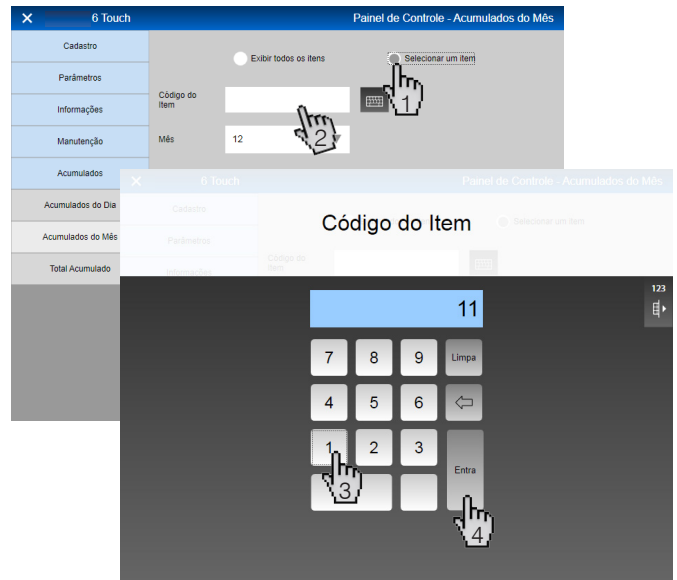 6 Touch
Painel de Controle - Acumulados do Mês
Cadastro
Parâmetros
Informações
Manutenção
Acumulados
Acumulados do Dia
Acumulados do Mês
Total Acumulado
Exibir todos os itens
Selecionar um item
1
Código do
Item
2
Mês
12
6 Touch
Painel de Controle - Acumulados do Mês
Cadastro
Parâmetros
Informações
Selecionar um item
Código do
Item
Código do Item
123
11
7 8 9 Limpa
4 5 6
1 2 3
Entra
3
4